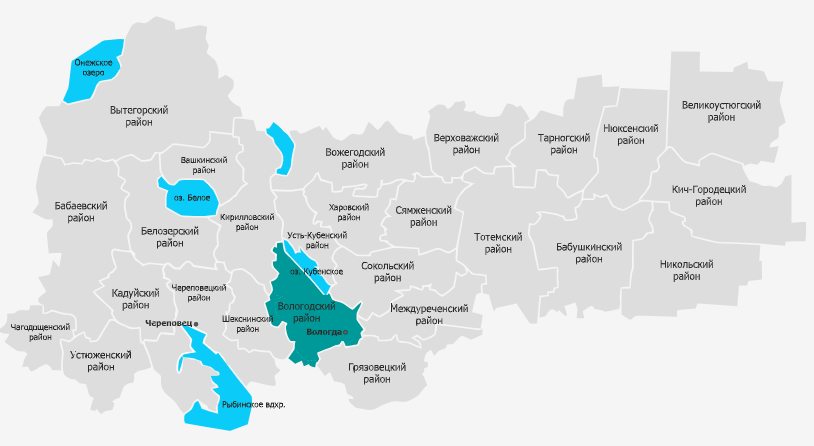 Онежское
озеро
Вытегорский
район
Великоустюгский
район
Нюксенский
район
Тарногский
район
Верховажский
район
Вожегодский
район
Вашкинский
район
оз. Белое
Бабаевский
район
Белозерский
район
Кирилловский
район
Харовский
район
Сямженский
район
Кич-Городецкий
район
Усть-Кубенский
район
Тотемский
район
Бабушкинский
район
Никольский
район
оз. Кубенское
Сокольский
район
Кадуйский
район
Череповецкий
район
Вологодский
район
Междуреченский
район
Шекснинский
район
Череповец
Вологда
Чагодощенский
район
Устюженский
район
Грязовецкий
район
Рыбинское вдхр.